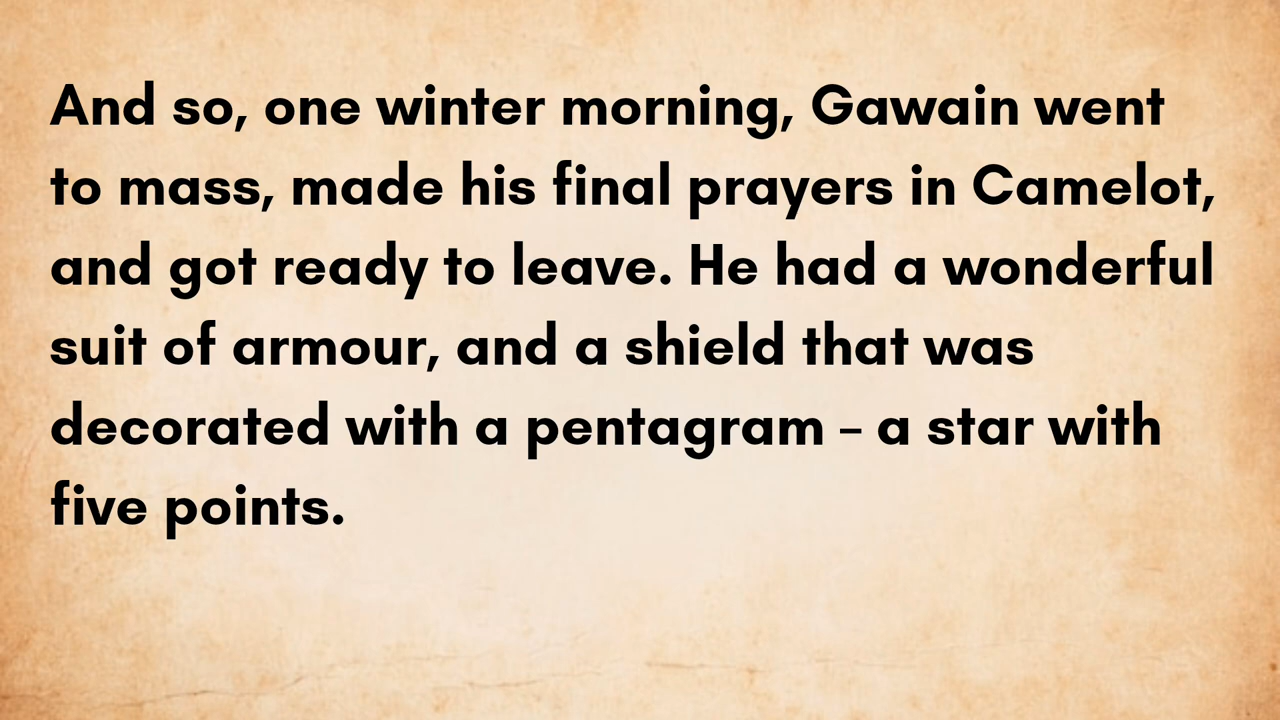 And so, one winter morning, Gawain went
to mass, made his final prayers in Camelot,
and got ready to leave. He had a wonderful
suit of armour, and a shield that was
decorated with a pentagram – a star with
five points.